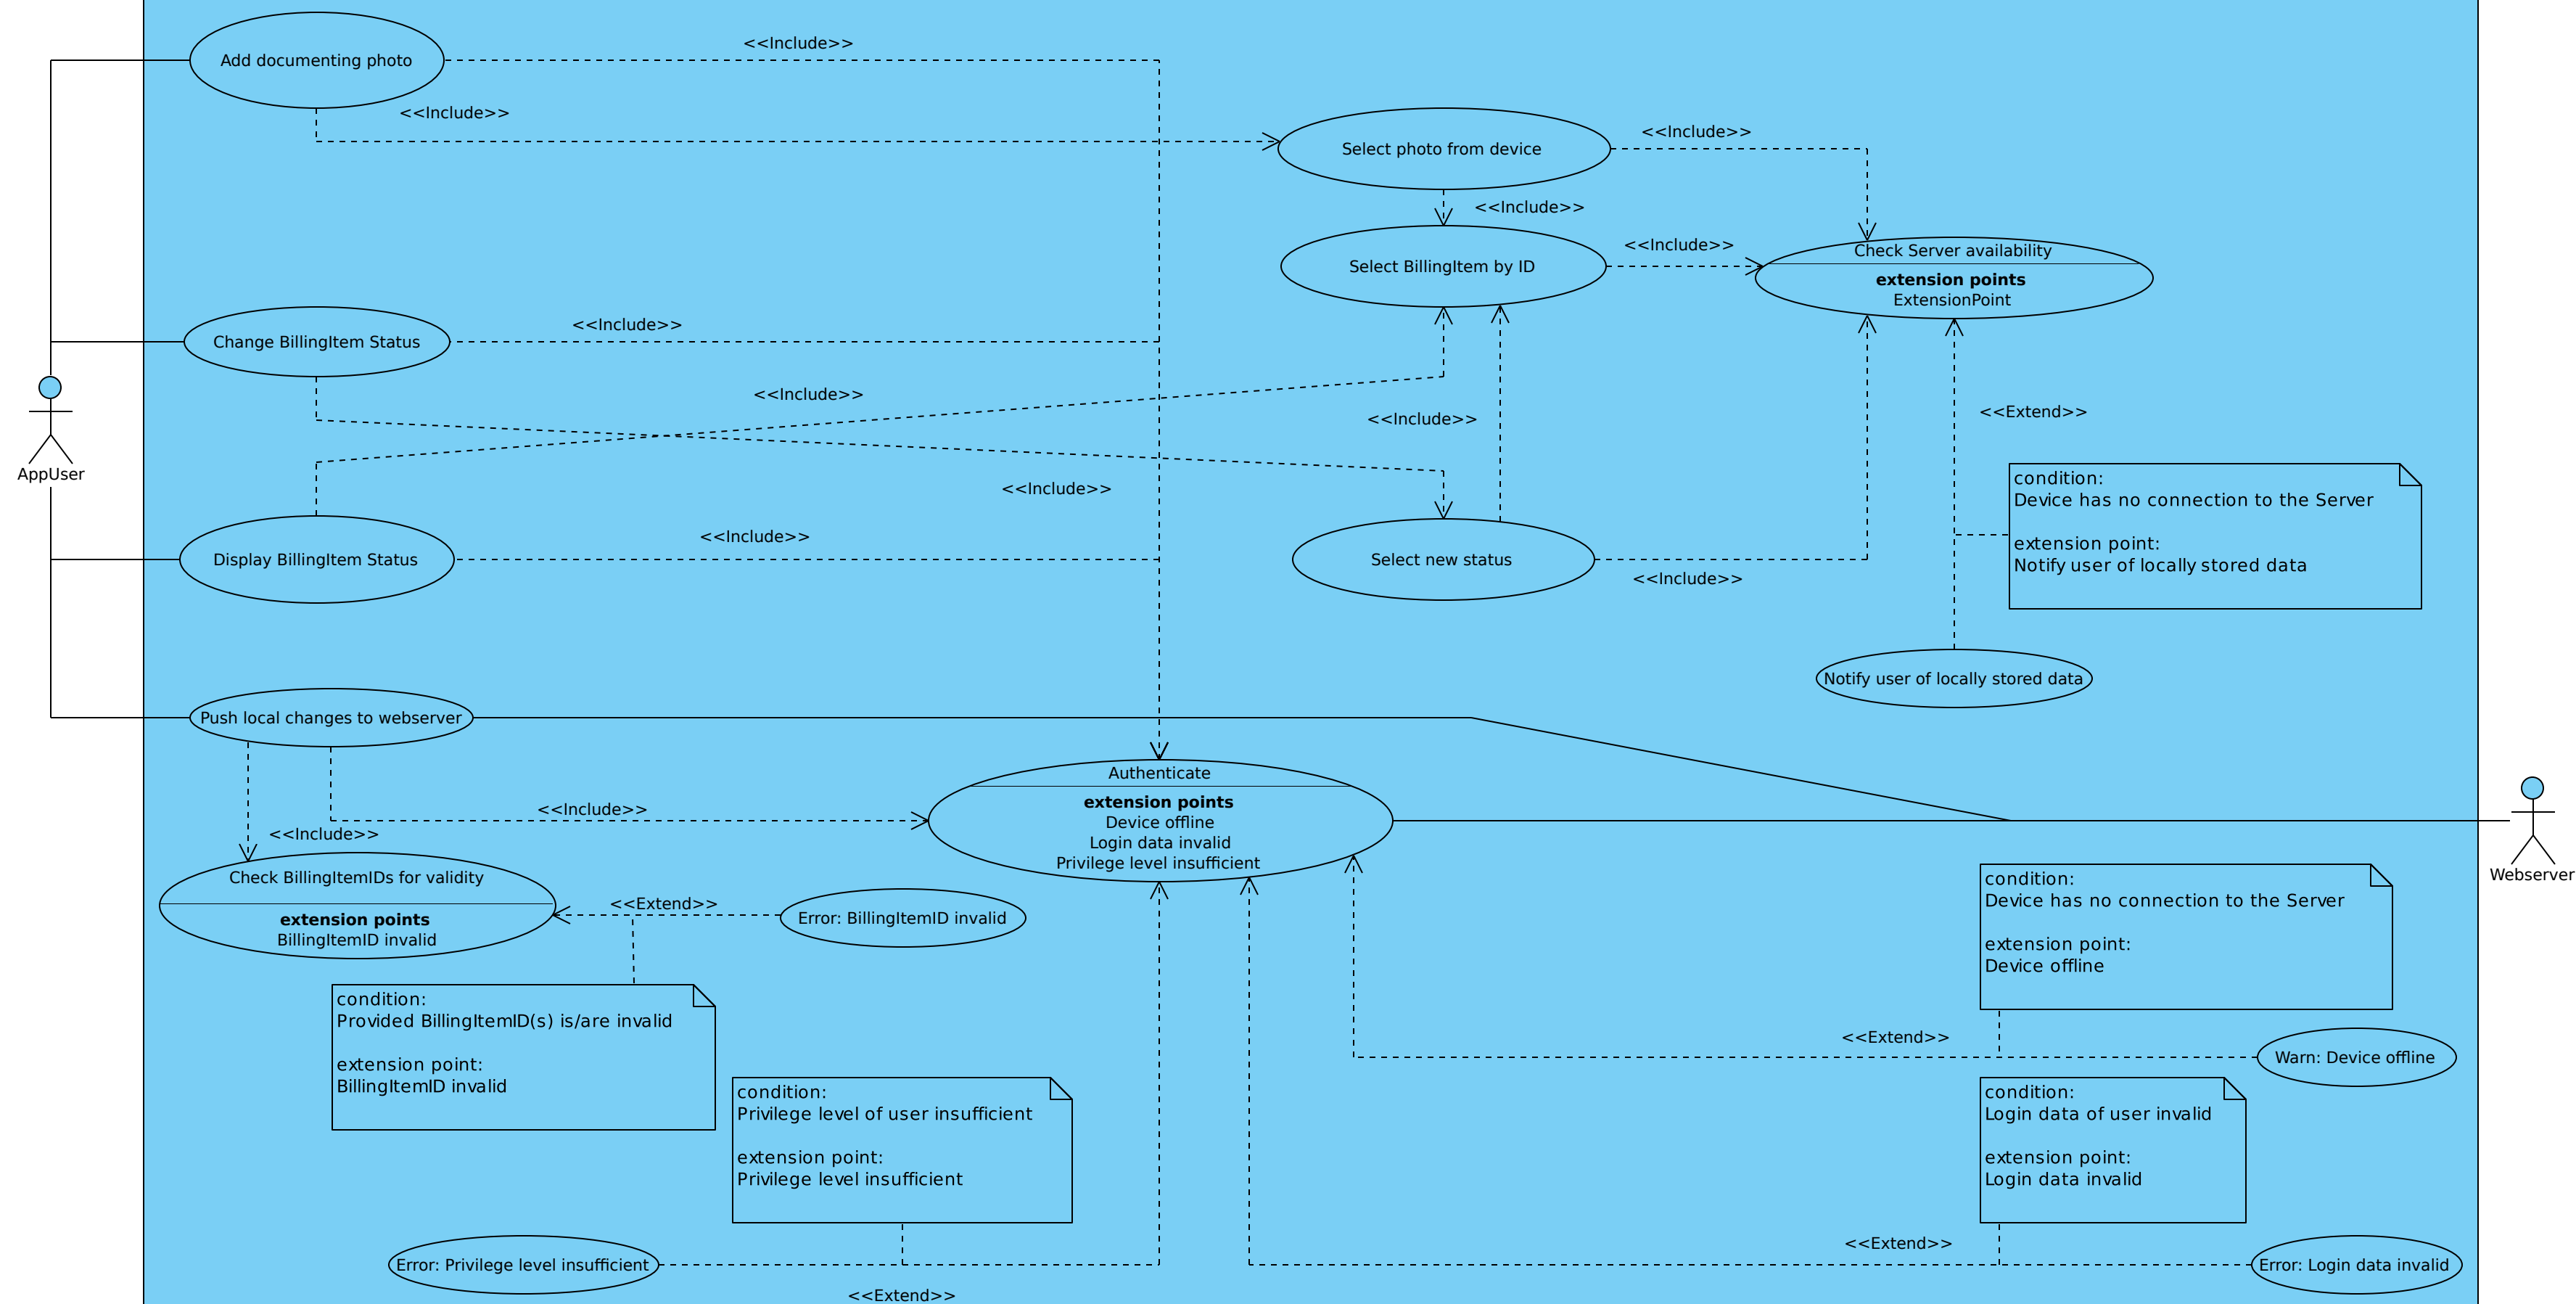 <<Include>>
Add documenting photo
<<Include>>
<<Include>>
Select photo from device
<<Include>>
<<Include>>
Check Server availability
Select BillingItem by ID
extension points
ExtensionPoint
<<Include>>
Change BillingItem Status
<<Include>>
<<Extend>>
<<Include>>
AppUser
condition:
Device has no connection to the Server
extension point:
Notify user of locally stored data
<<Include>>
<<Include>>
Display BillingItem Status
Select new status
<<Include>>
Notify user of locally stored data
Push local changes to webserver
Authenticate
extension points
Device offline
Login data invalid
Privilege level insufficient
<<Include>>
<<Include>>
Webserver
Check BillingItemIDs for validity
extension points
BillingItemID invalid
<<Extend>>
Error: BillingItemID invalid
condition:
Device has no connection to the Server
extension point:
Device offline
condition:
Provided BillingItemID(s) is/are invalid
extension point:
BillingItemID invalid
<<Extend>>
Warn: Device offline
condition:
Privilege level of user insufficient
extension point:
Privilege level insufficient
condition:
Login data of user invalid
extension point:
Login data invalid
<<Extend>>
Error: Privilege level insufficient
Error: Login data invalid
<<Extend>>